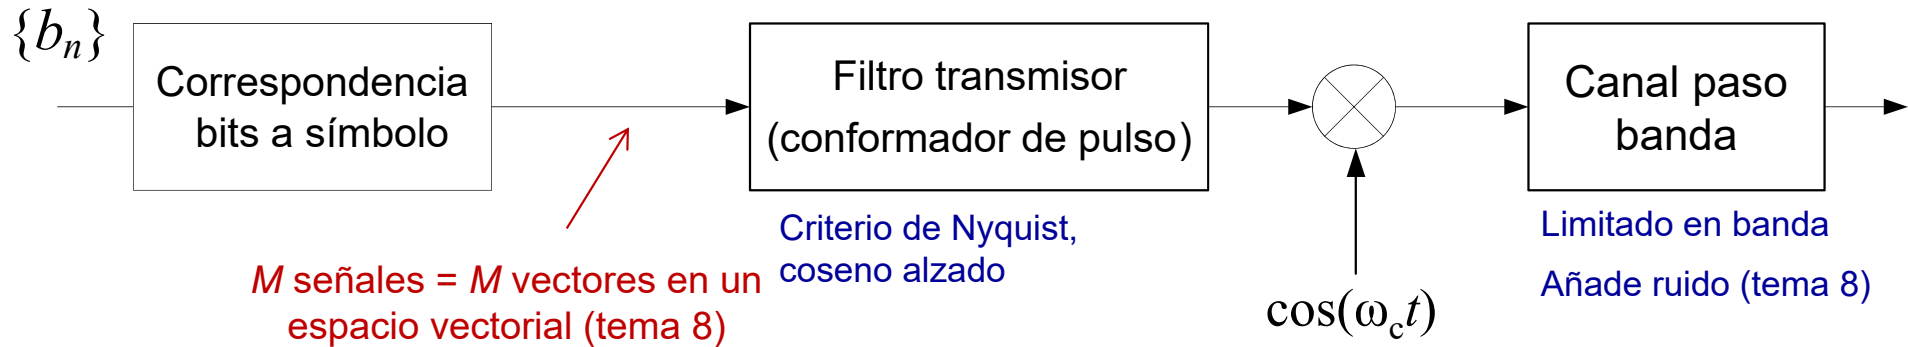 {bₙ}
Correspondencia
bits a símbolo
Filtro transmisor
(conformador de pulso)
Canal paso
banda
Criterio de Nyquist,
coseno alzado
Limitado en banda
Añade ruido (tema 8)
M señales = M vectores en un
espacio vectorial (tema 8)
cos(ω_c t)